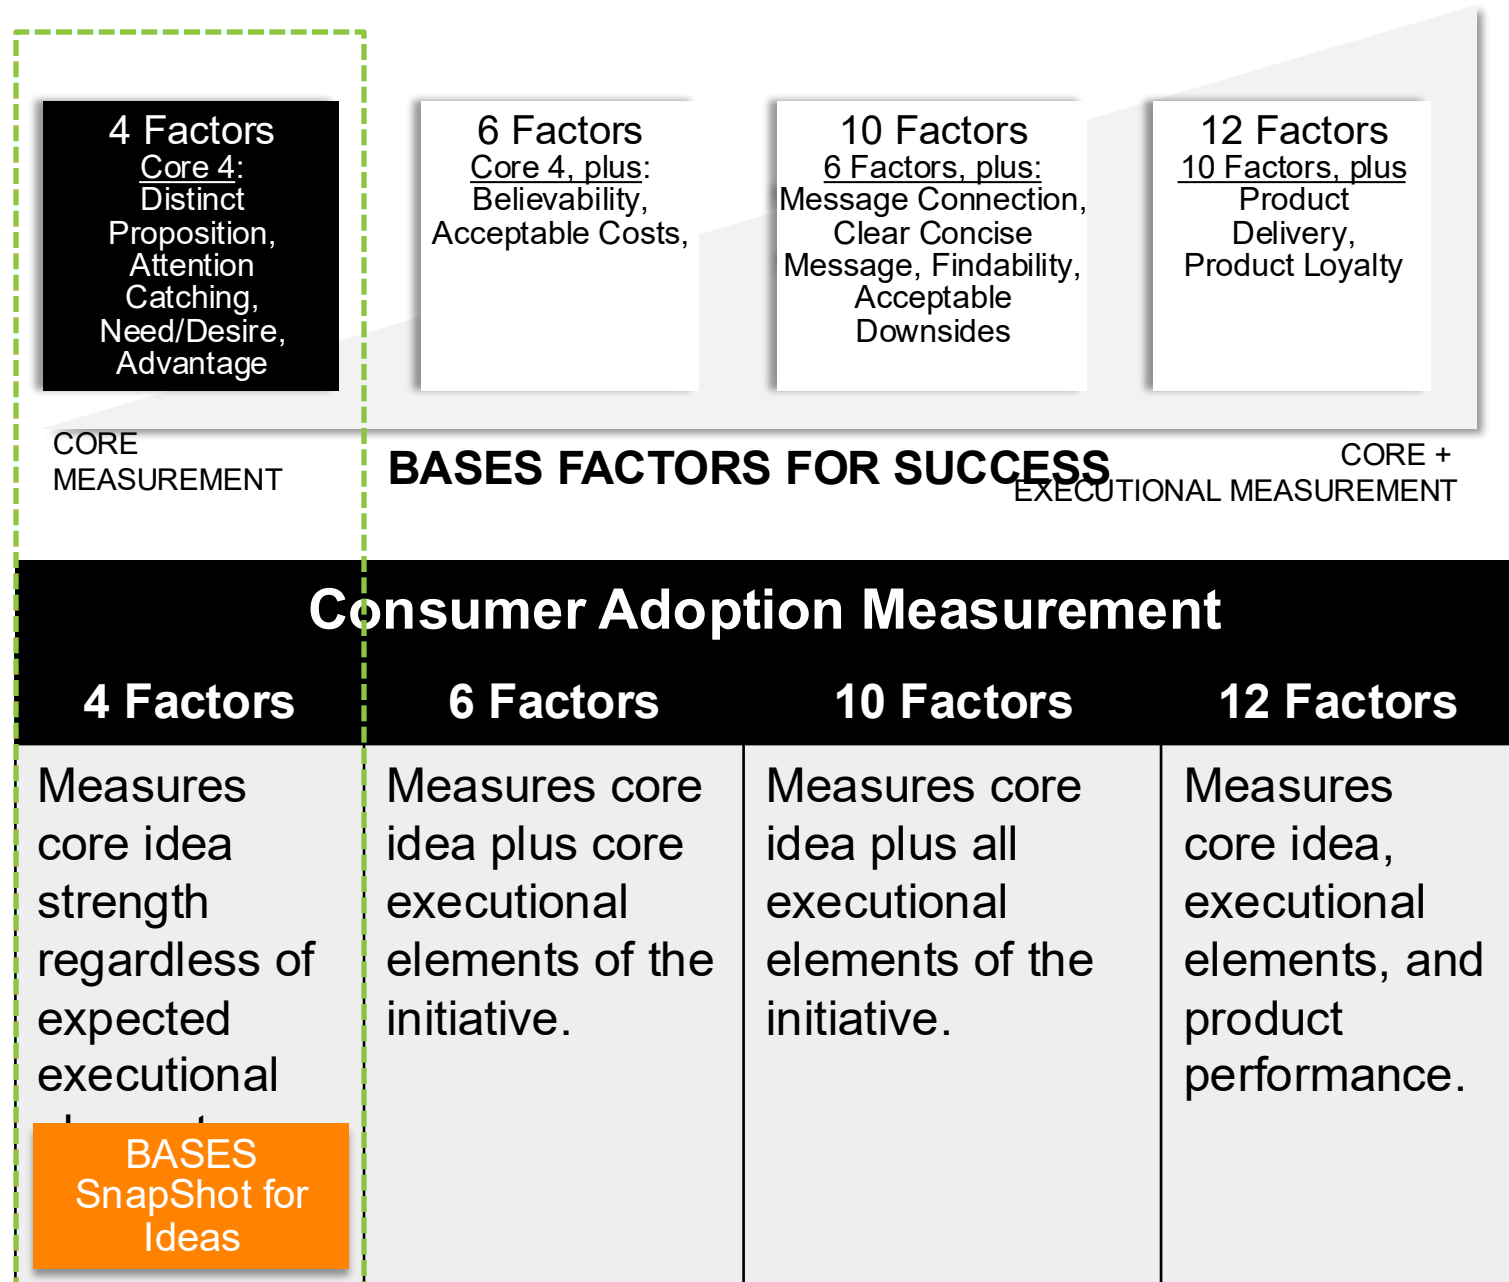 4 Factors
Core 4:
Distinct
Proposition,
Attention
Catching,
Need/Desire,
Advantage
6 Factors
Core 4, plus:
Believability,
Acceptable Costs,
10 Factors
6 Factors, plus:
Message Connection,
Clear Concise
Message, Findability,
Acceptable
Downsides
12 Factors
10 Factors, plus
Product
Delivery,
Product Loyalty
CORE
MEASUREMENT
BASES FACTORS FOR SUCCESS
CORE +
EXECUTIONAL MEASUREMENT
Consumer Adoption Measurement
4 Factors
6 Factors
10 Factors
12 Factors
Measures
core idea
strength
regardless of
expected
executional
BASES
SnapShot for
Ideas
Measures core
idea plus core
executional
elements of the
initiative.
Measures core
idea plus all
executional
elements of the
initiative.
Measures
core idea,
executional
elements, and
product
performance.